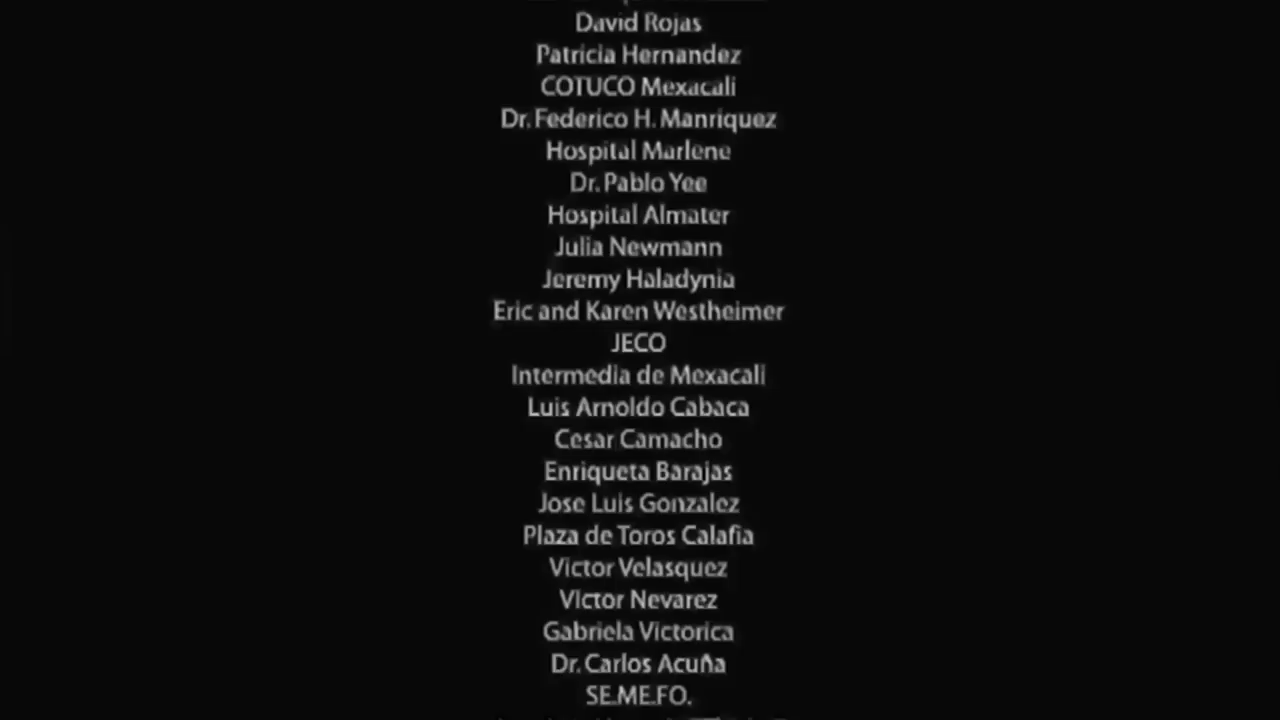 David Rojas
Patricia Hernandez
COTUCO Mexacali
Dr. Federico H. Manriquez
Hospital Marlene
Dr. Pablo Yee
Hospital Almater
Julia Newmann
Jeremy Haladynia
Eric and Karen Westheimer
JECO
Intermedia de Mexacali
Luis Arnoldo Cabaca
Cesar Camacho
Enriqueta Barajas
Jose Luis Gonzalez
Plaza de Toros Calafia
Victor Velasquez
Victor Nevarez
Gabriela Victorica
Dr. Carlos Acuña
SE.ME.FO.